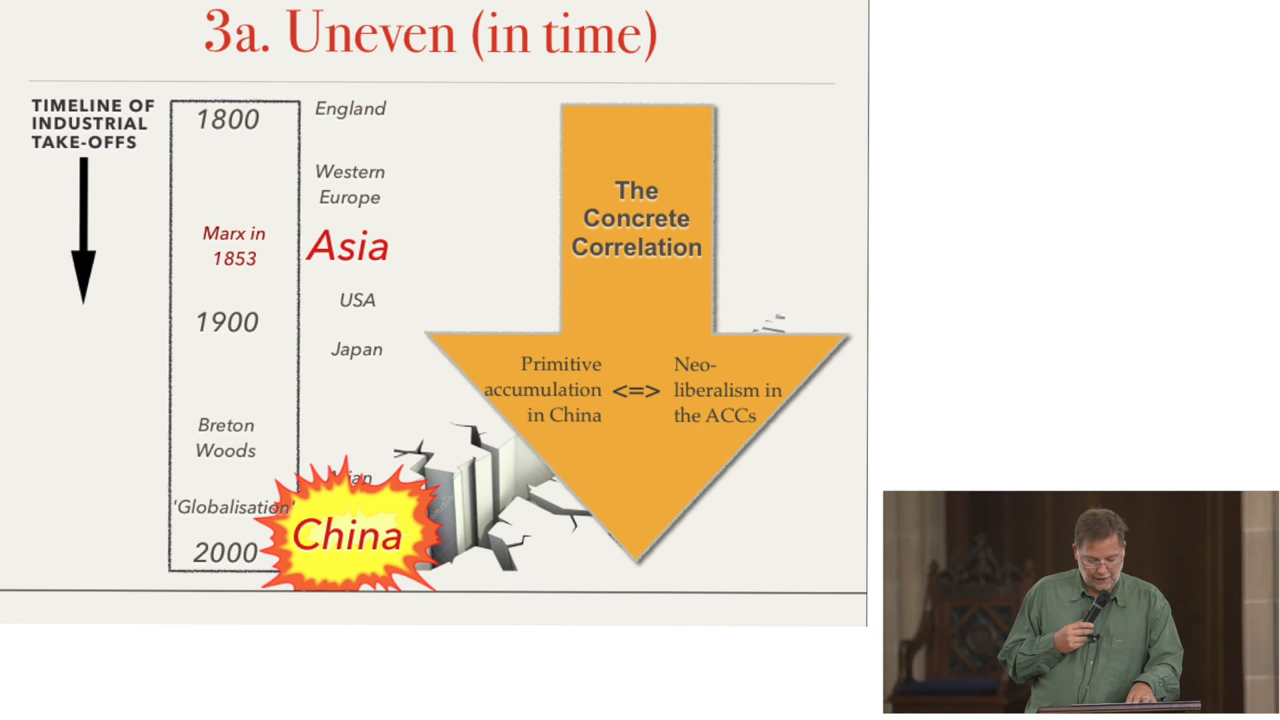 3a. Uneven (in time)
TIMELINE OF
INDUSTRIAL
TAKE-OFFS
1800
England
Western
Europe
Marx in
1853
Asia
USA
1900
Japan
Breton
Woods
'Globalisation'
China
2000
The
Concrete
Correlation
Primitive
accumulation
in China
<=>
Neo-
liberalism in
the ACCs